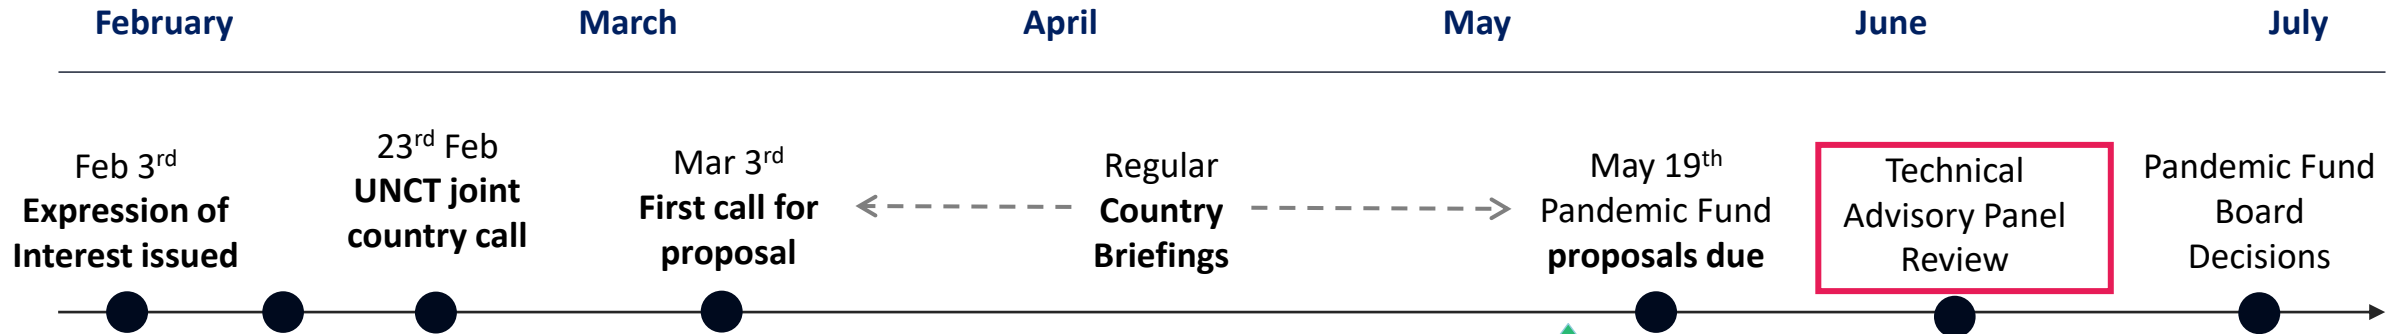 February March April May June July
Feb 3rd
Expression of
Interest issued
23rd Feb
UNCT joint
country call
Mar 3rd
First call for
proposal
Regular
Country
Briefings
May 19th
Pandemic Fund
proposals due
Technical
Advisory Panel
Review
Pandemic Fund
Board
Decisions